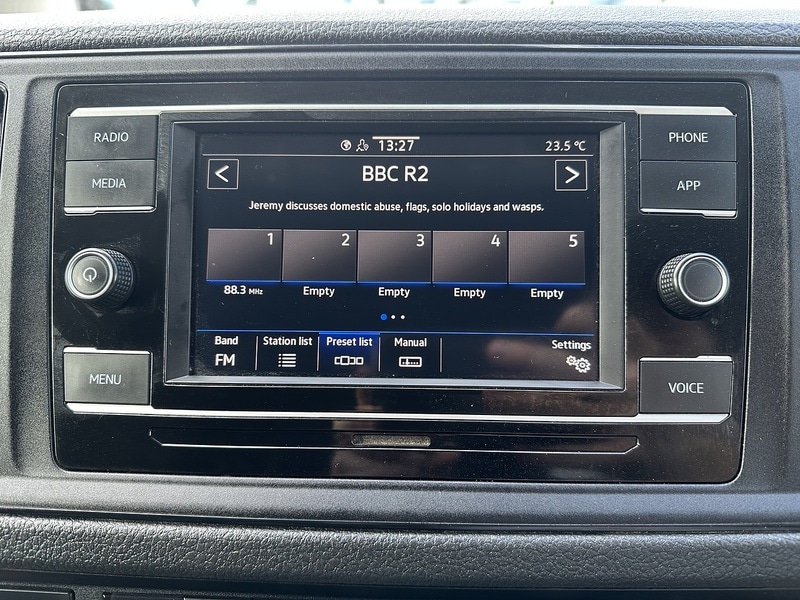 RADIO
MEDIA
MENU
13:27
23.5 °C
<
BBC R2
>
Jeremy discusses domestic abuse, flags, solo holidays and wasps.
1 2 3 4 5
88.3 MHz Empty Empty Empty Empty
Band Station list Preset list Manual Settings
FM
PHONE
APP
VOICE